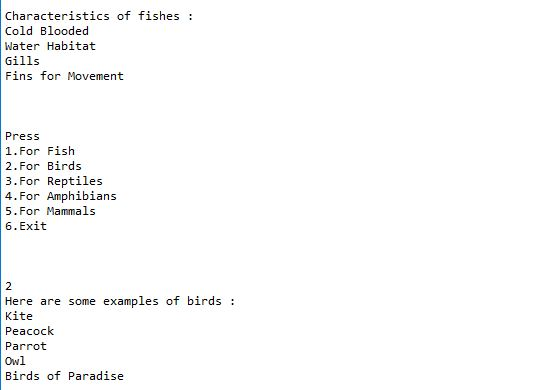 Characteristics of fishes :
Cold Blooded
Water Habitat
Gills
Fins for Movement
Press
1.For Fish
2.For Birds
3.For Reptiles
4.For Amphibians
5.For Mammals
6.Exit
2
Here are some examples of birds :
Kite
Peacock
Parrot
Owl
Birds of Paradise